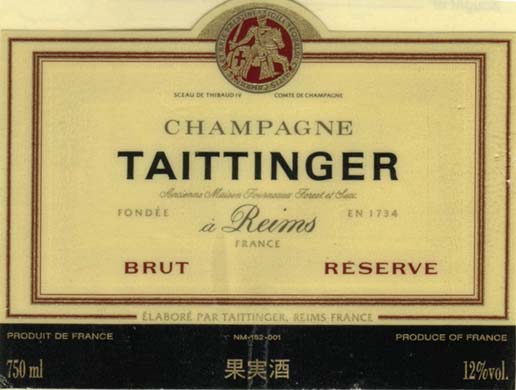 SCEAU DE THIBAUD IV COMTE DE CHAMPAGNE
CHAMPAGNE
TAITTINGER
Ancienne Maison Fourneaux Forest et Succ.
FONDÉE à Reims EN 1734
FRANCE
BRUT RÉSERVE
ÉLABORÉ PAR TAITTINGER, REIMS FRANCE
PRODUIT DE FRANCE NM-182-001 PRODUCE OF FRANCE
750 ml 果実酒 12%vol.